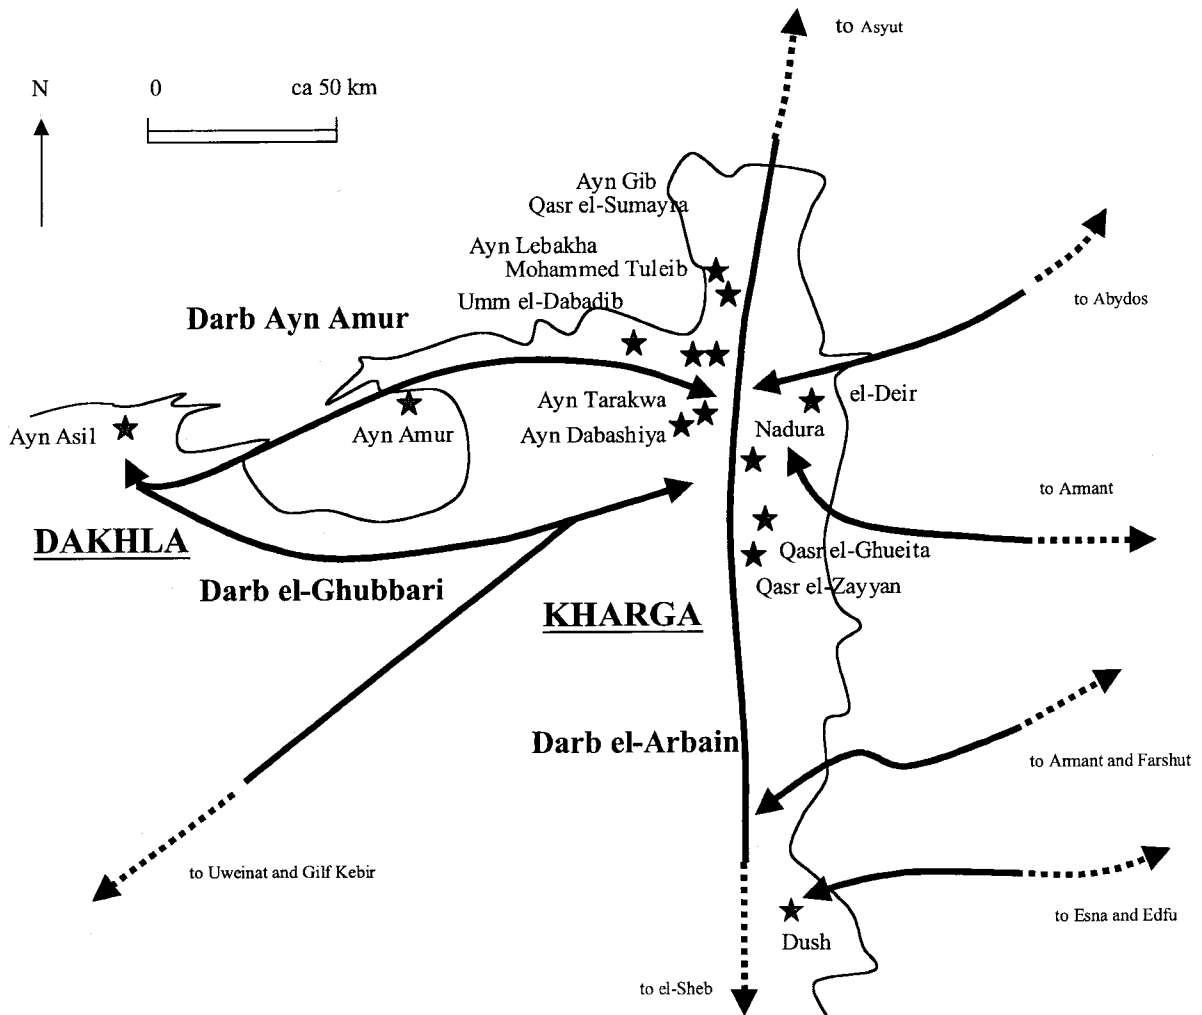 to Asyut
N
0 ca 50 km
Ayn Gib
Qasr el-Sumayra
Ayn Lebakha
Mohammed Tuleib
Umm el-Dabadib
to Abydos
Darb Ayn Amur
el-Deir
Ayn Tarakwa
Ayn Asil
Ayn Amur
Ayn Dabashiya
Nadura
to Armant
DAKHLA
Qasr el-Ghueita
Darb el-Ghubbari
Qasr el-Zayyan
KHARGA
Darb el-Arbain
to Armant and Farshut
to Uweinat and Gilf Kebir
to Esna and Edfu
Dush
to el-Sheb